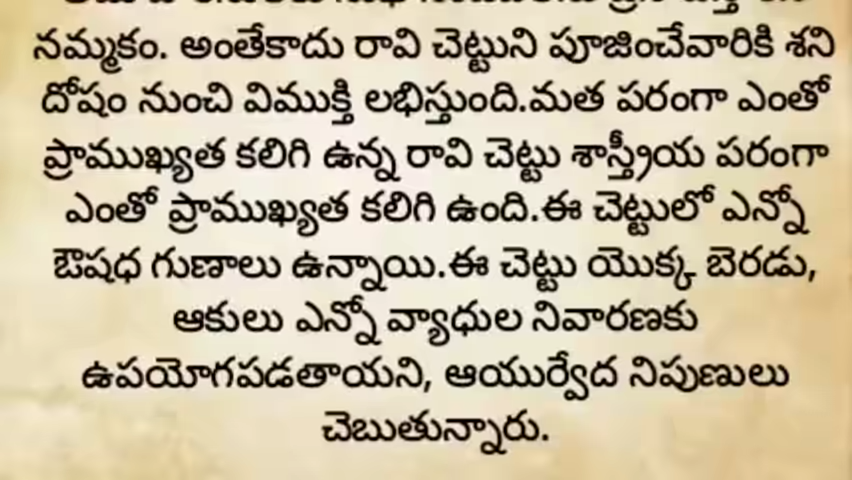 నమ్మకం. అంతేకాదు రావి చెట్టుని పూజించేవారికి శని
దోషం నుంచి విముక్తి లభిస్తుంది.మత పరంగా ఎంతో
ప్రాముఖ్యత కలిగి ఉన్న రావి చెట్టు శాస్త్రీయ పరంగా
ఎంతో ప్రాముఖ్యత కలిగి ఉంది.ఈ చెట్టులో ఎన్నో
ఔషధ గుణాలు ఉన్నాయి.ఈ చెట్టు యొక్క బెరడు,
ఆకులు ఎన్నో వ్యాధుల నివారణకు
ఉపయోగపడతాయని, ఆయుర్వేద నిపుణులు
చెబుతున్నారు.